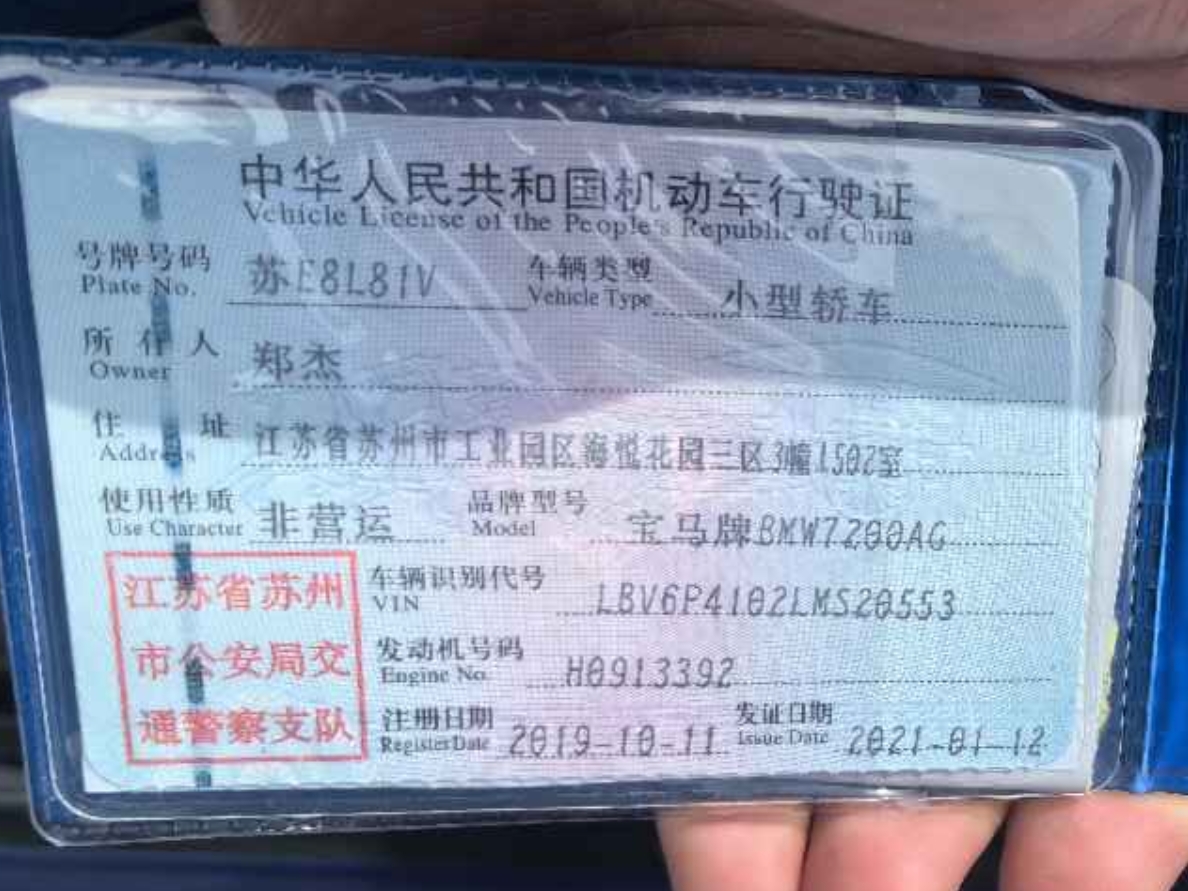 中华人民共和国机动车行驶证
Vehicle License of the People's Republic of China
号牌号码 苏E8L81V 车辆类型 小型轿车
Plate No. Vehicle Type
所有人 郑杰
Owner
住址 江苏省苏州市工业园区海悦花园三区3幢1502室
Address
使用性质 非营运 品牌型号 宝马牌BMW7200AG
Use Character Model
江苏省苏州
市公安局交
通警察支队
车辆识别代号 LBV6P4102LMS20553
VIN
发动机号码 H0913392
Engine No.
注册日期 2019-10-11 发证日期 2021-01-12
Register Date Issue Date